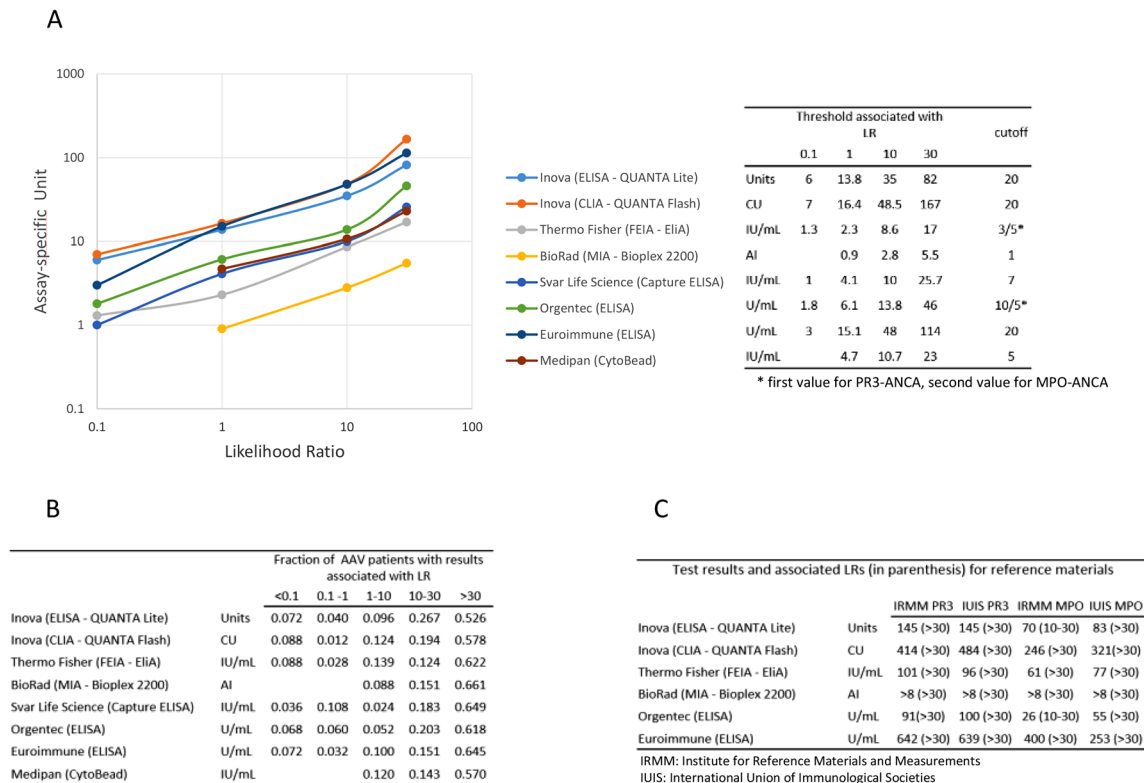 A
1000
100
10
1
0.1
Assay-specific Unit
0.1 1 10 100
Likelihood Ratio
Inova (ELISA - QUANTA Lite)
Inova (CLIA - QUANTA Flash)
Thermo Fisher (FEIA - EliA)
BioRad (MIA - Bioplex 2200)
Svar Life Science (Capture ELISA)
Orgentec (ELISA)
Euroimmune (ELISA)
Medipan (CytoBead)
Threshold associated with
LR cutoff
0.1 1 10 30
Units 6 13.8 35 82 20
CU 7 16.4 48.5 167 20
IU/mL 1.3 2.3 8.6 17 3/5*
AI 0.9 2.8 5.5 1
IU/mL 1 4.1 10 25.7 7
U/mL 1.8 6.1 13.8 46 10/5*
U/mL 3 15.1 48 114 20
IU/mL 4.7 10.7 23 5
* first value for PR3-ANCA, second value for MPO-ANCA
B
Fraction of AAV patients with results
associated with LR
<0.1 0.1 -1 1-10 10-30 >30
Inova (ELISA - QUANTA Lite) Units 0.072 0.040 0.096 0.267 0.526
Inova (CLIA - QUANTA Flash) CU 0.088 0.012 0.124 0.194 0.578
Thermo Fisher (FEIA - EliA) IU/mL 0.088 0.028 0.139 0.124 0.622
BioRad (MIA - Bioplex 2200) AI 0.088 0.151 0.661
Svar Life Science (Capture ELISA) IU/mL 0.036 0.108 0.024 0.183 0.649
Orgentec (ELISA) U/mL 0.068 0.060 0.052 0.203 0.618
Euroimmune (ELISA) U/mL 0.072 0.032 0.100 0.151 0.645
Medipan (CytoBead) IU/mL 0.120 0.143 0.570
C
Test results and associated LRs (in parenthesis) for reference materials
IRMM PR3 IUIS PR3 IRMM MPO IUIS MPO
Inova (ELISA - QUANTA Lite) Units 145 (>30) 145 (>30) 70 (10-30) 83 (>30)
Inova (CLIA - QUANTA Flash) CU 414 (>30) 484 (>30) 246 (>30) 321(>30)
Thermo Fisher (FEIA - EliA) IU/mL 101 (>30) 96 (>30) 61 (>30) 77 (>30)
BioRad (MIA - Bioplex 2200) AI >8 (>30) >8 (>30) >8 (>30) >8 (>30)
Orgentec (ELISA) U/mL 91(>30) 100 (>30) 26 (10-30) 55 (>30)
Euroimmune (ELISA) U/mL 642 (>30) 639 (>30) 400 (>30) 253 (>30)
IRMM: Institute for Reference Materials and Measurements
IUIS: International Union of Immunological Societies